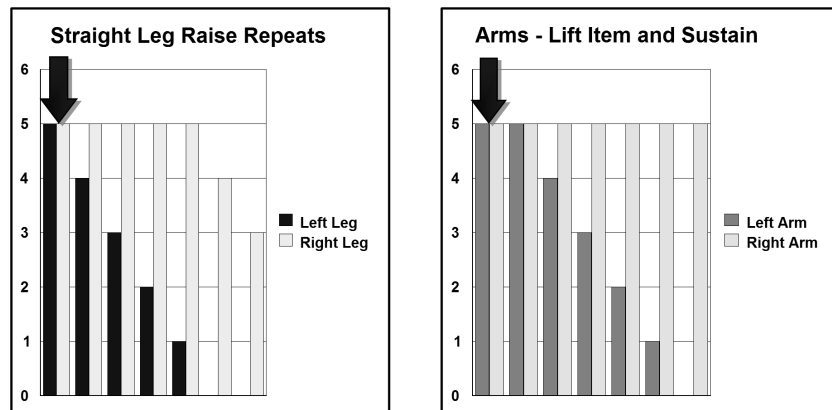 Straight Leg Raise Repeats
6
5
4
3
2
1
0
Left Leg
Right Leg
Arms - Lift Item and Sustain
6
5
4
3
2
1
0
Left Arm
Right Arm